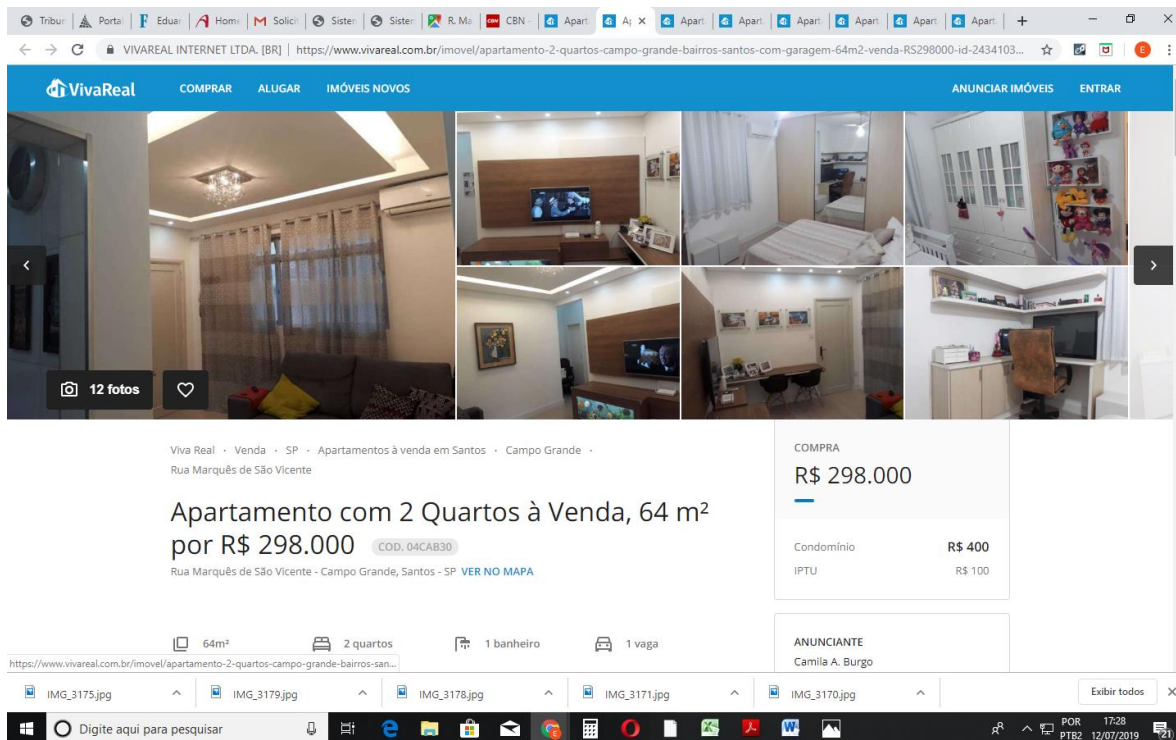 Tribur
Portal
Eduar
Home
Solicit
Sister
Sister
R. Ma
CBN -
Apart
Ap
Apart
Apart
Apart
Apart
Apart
VIVAREAL INTERNET LTDA. [BR] | https://www.vivareal.com.br/imovel/apartamento-2-quartos-campo-grande-bairros-santos-com-garagem-64m2-venda-RS298000-id-2434103...
VivaReal COMPRAR ALUGAR IMÓVEIS NOVOS ANUNCIAR IMÓVEIS ENTRAR
12 fotos
Viva Real · Venda · SP · Apartamentos à venda em Santos · Campo Grande ·
Rua Marquês de São Vicente
Apartamento com 2 Quartos à Venda, 64 m²
por R$ 298.000 COD. 04CAB30
Rua Marquês de São Vicente - Campo Grande, Santos - SP VER NO MAPA
64m² 2 quartos 1 banheiro 1 vaga
COMPRA
R$ 298.000
Condomínio R$ 400
IPTU R$ 100
ANUNCIANTE
Camila A. Burgo
https://www.vivareal.com.br/imovel/apartamento-2-quartos-campo-grande-bairros-san...
IMG_3175.jpg IMG_3179.jpg IMG_3178.jpg IMG_3171.jpg IMG_3170.jpg Exibir todos
Digite aqui para pesquisar
POR 17:28
PTB2 12/07/2019